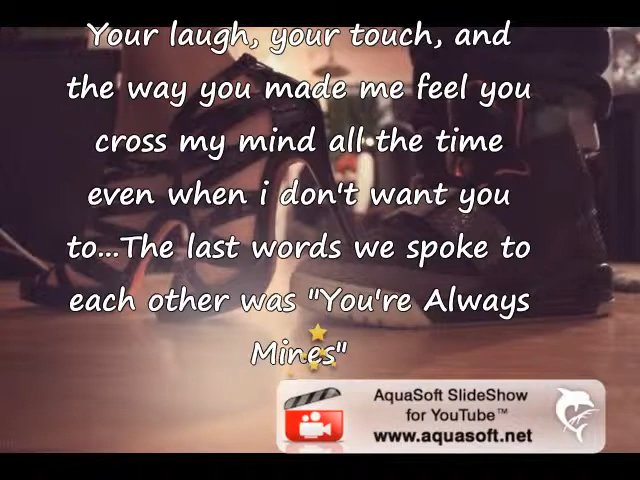 Your laugh, your touch, and
the way you made me feel you
cross my mind all the time
even when i don't want you
to...The last words we spoke to
each other was "You're Always
Mines"
AquaSoft SlideShow
for YouTube™
www.aquasoft.net